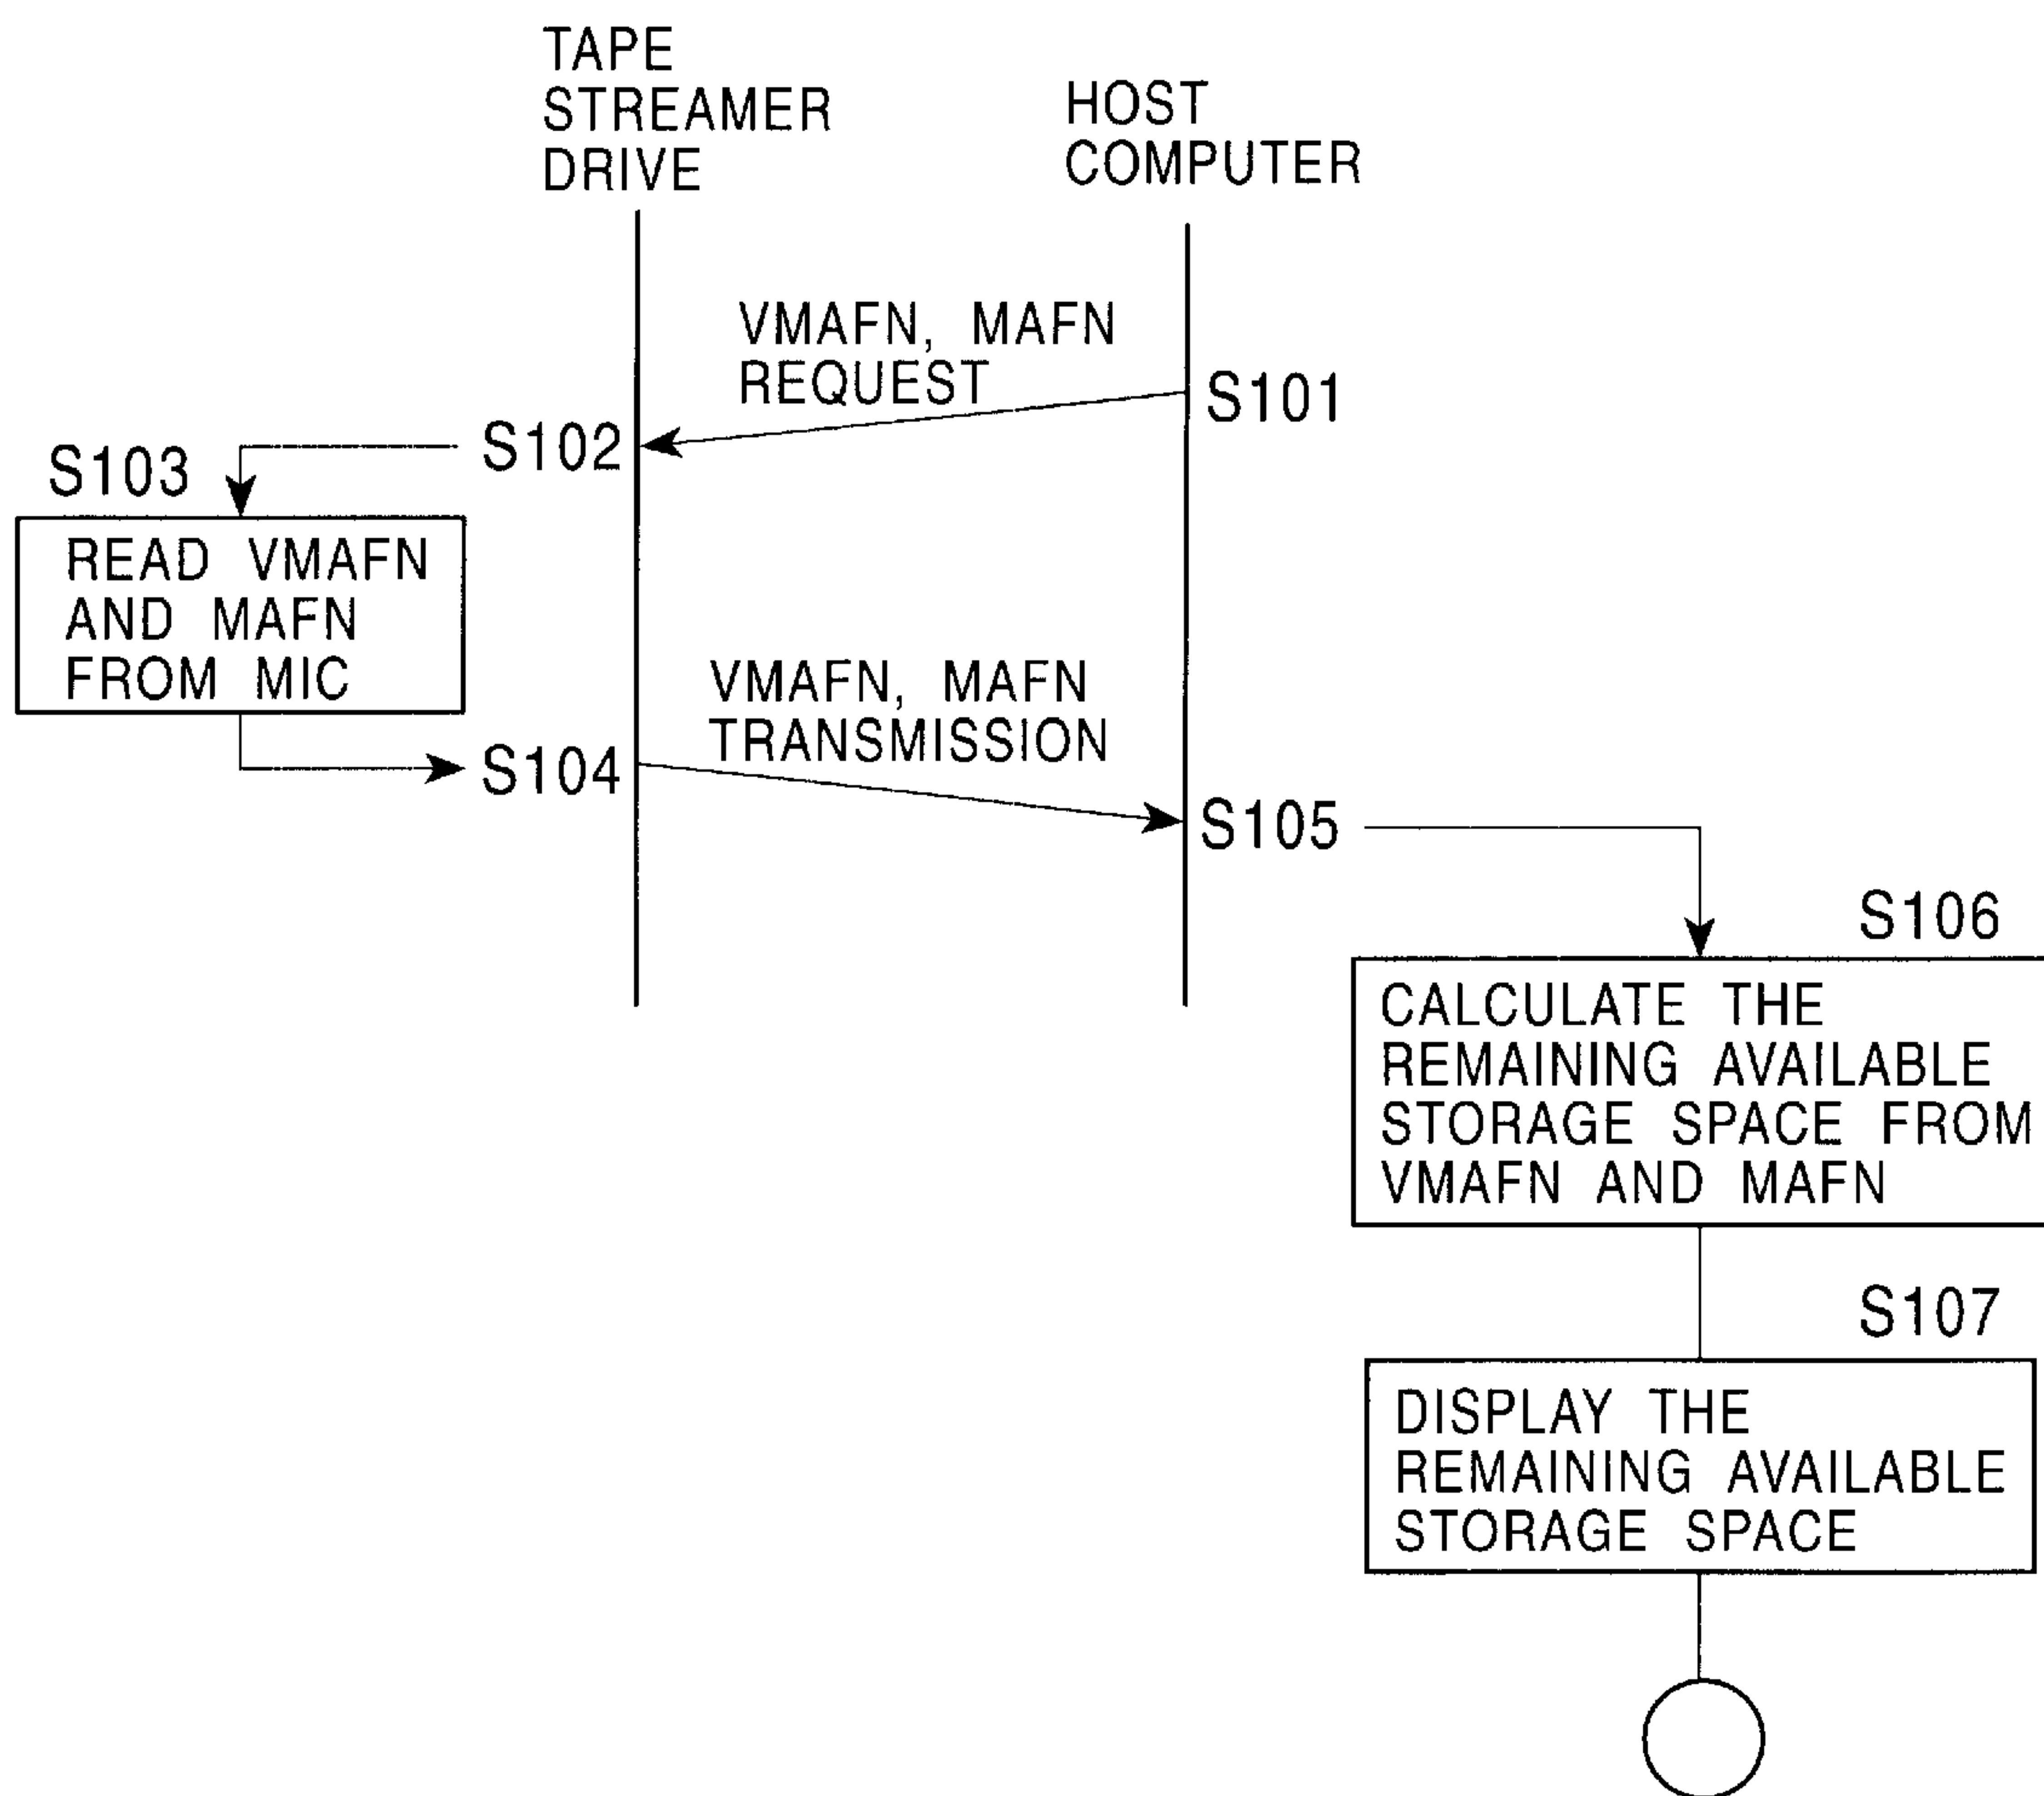 TAPE
STREAMER
DRIVE
HOST
COMPUTER
VMAFN, MAFN
REQUEST
S101
S102
S103
READ VMAFN
AND MAFN
FROM MIC
VMAFN, MAFN
TRANSMISSION
S104
S105
S106
CALCULATE THE
REMAINING AVAILABLE
STORAGE SPACE FROM
VMAFN AND MAFN
S107
DISPLAY THE
REMAINING AVAILABLE
STORAGE SPACE